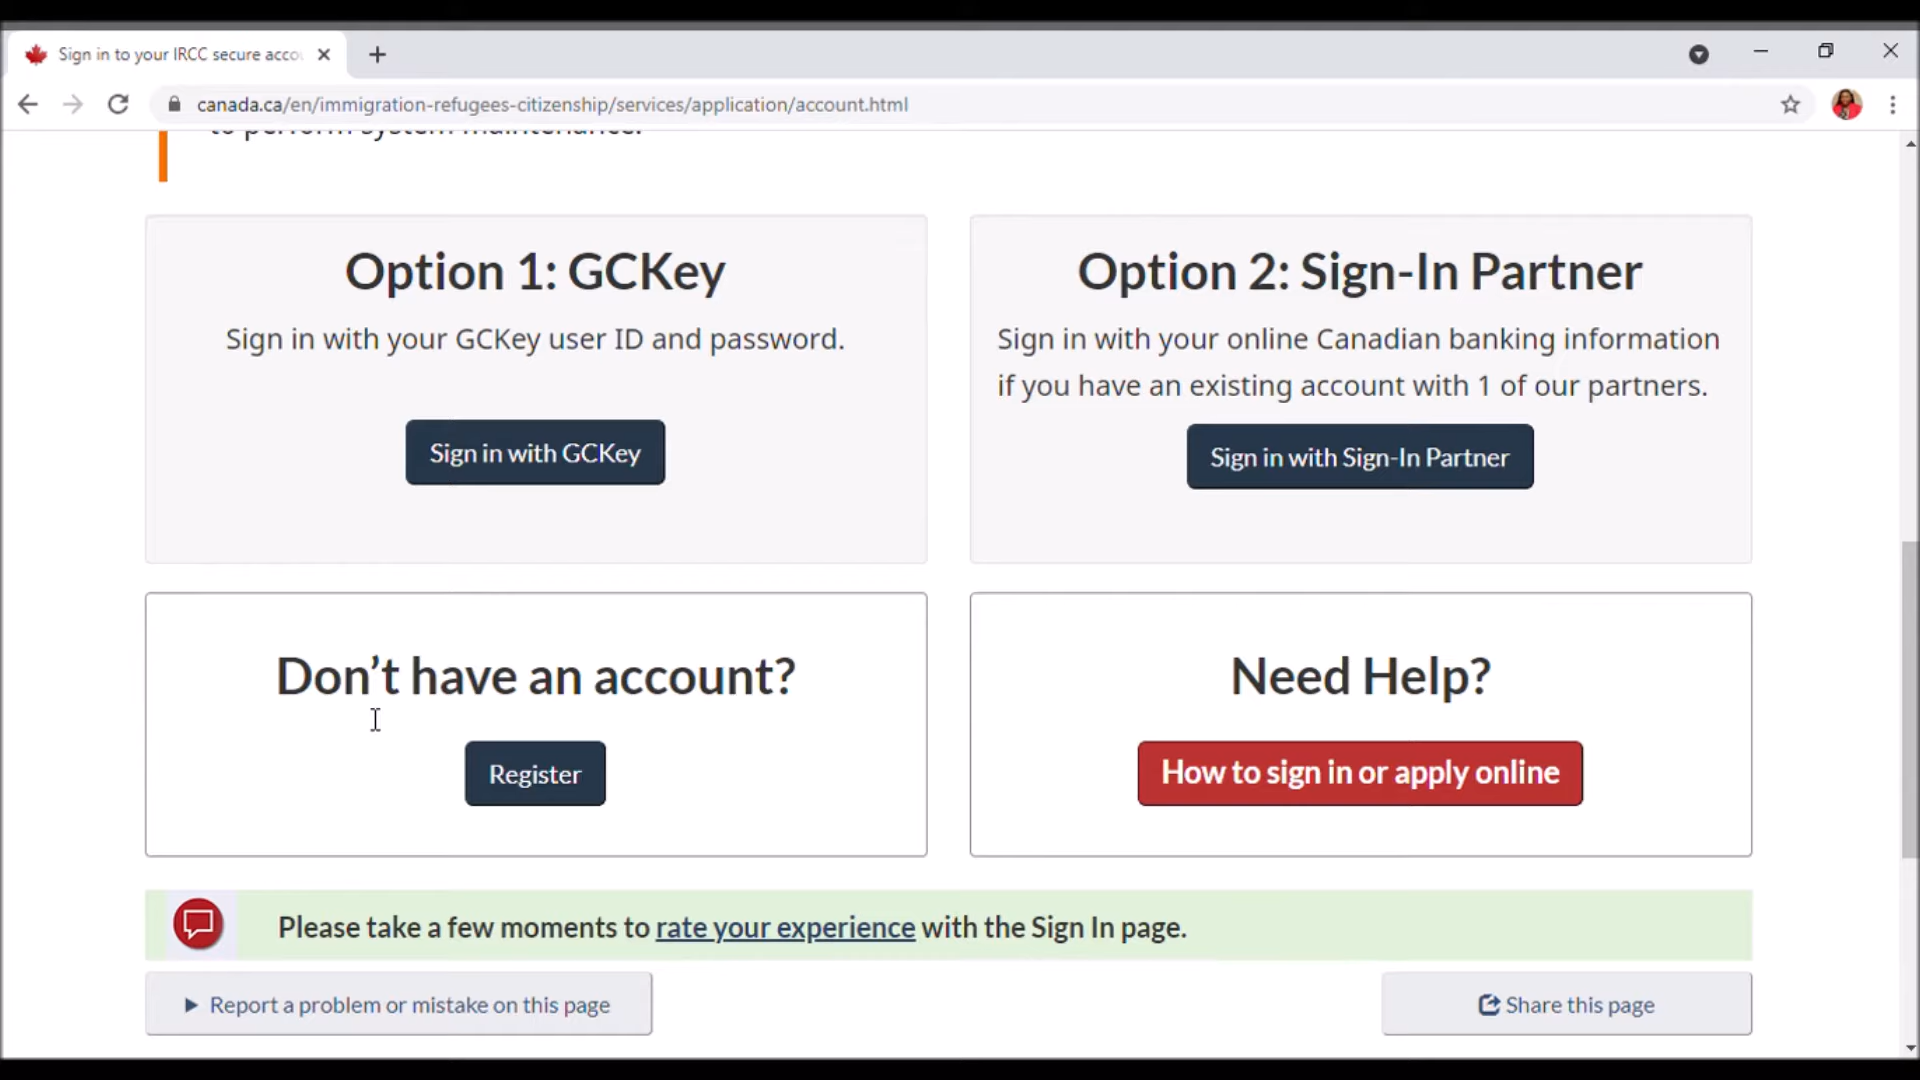 Sign in to your IRCC secure acco
canada.ca/en/immigration-refugees-citizenship/services/application/account.html
to perform system maintenance.
Option 1: GCKey
Sign in with your GCKey user ID and password.
Sign in with GCKey
Option 2: Sign-In Partner
Sign in with your online Canadian banking information
if you have an existing account with 1 of our partners.
Sign in with Sign-In Partner
Don’t have an account?
Register
Need Help?
How to sign in or apply online
Please take a few moments to rate your experience with the Sign In page.
Report a problem or mistake on this page
Share this page